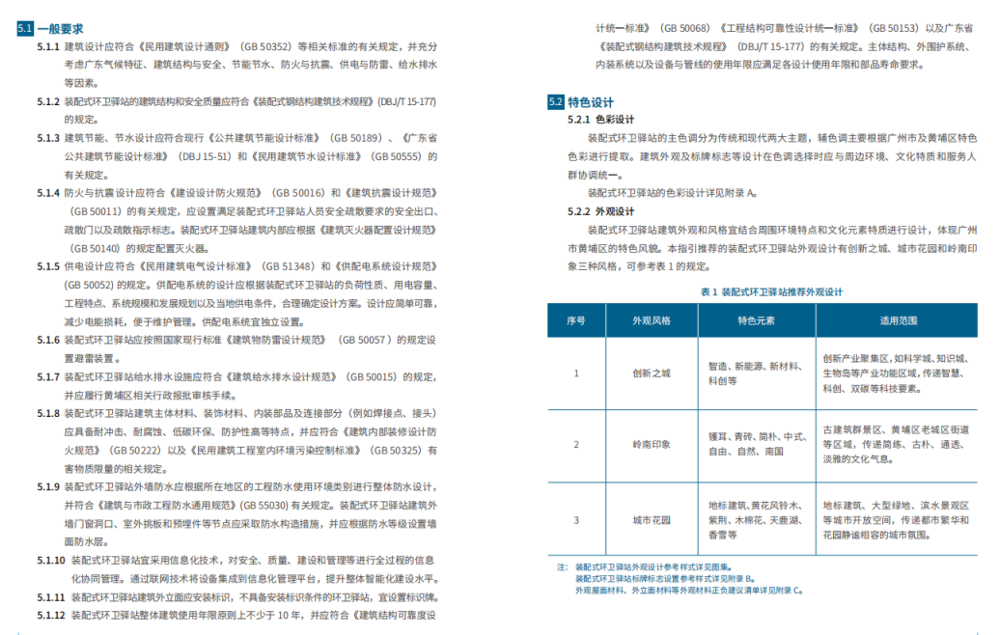 5.1 一般要求
5.1.1 建筑设计应符合《民用建筑设计通则》（GB 50352）等相关标准的有关规定，并充分
考虑广东气候特征、建筑结构与安全、节能节水、防火与抗震、供电与防雷、给水排水
等因素。
5.1.2 装配式环卫驿站的建筑结构和安全质量应符合《装配式钢结构建筑技术规程》(DBJ/T 15-177)
的规定。
5.1.3 建筑节能、节水设计应符合现行《公共建筑节能设计标准》（GB 50189）、《广东省
公共建筑节能设计标准》（DBJ 15-51）和《民用建筑节水设计标准》（GB 50555）的
有关规定。
5.1.4 防火与抗震设计应符合《建设设计防火规范》（GB 50016）和《建筑抗震设计规范》
（GB 50011）的有关规定，应设置满足装配式环卫驿站人员安全疏散要求的安全出口、
疏散门以及疏散指示标志。装配式环卫驿站建筑内部应根据《建筑灭火器配置设计规范》
（GB 50140）的规定配置灭火器。
5.1.5 供电设计应符合《民用建筑电气设计标准》（GB 51348）和《供配电系统设计规范》
(GB 50052) 的规定。供配电系统的设计应根据装配式环卫驿站的负荷性质、用电容量、
工程特点、系统规模和发展规划以及当地供电条件，合理确定设计方案。设计应简单可靠，
减少电能损耗，便于维护管理。供配电系统宜独立设置。
5.1.6 装配式环卫驿站应按照国家现行标准《建筑物防雷设计规范》（GB 50057 ）的规定设
置避雷装置 。
5.1.7 装配式环卫驿站给水排水设施应符合《建筑给水排水设计规范》（GB 50015）的规定，
并应履行黄埔区相关行政报批审核手续。
5.1.8 装配式环卫驿站建筑主体材料、装饰材料、内装部品及连接部分（例如焊接点、接头）
应具备耐冲击、耐腐蚀、低碳环保、防护性高等特点，并应符合《建筑内部装修设计防
火规范》（GB 50222）以及《民用建筑工程室内环境污染控制标准》（GB 50325）有
害物质限量的相关规定。
5.1.9 装配式环卫驿站外墙防水应根据所在地区的工程防水使用环境类别进行整体防水设计，
并符合《建筑与市政工程防水通用规范》(GB 55030) 有关规定。装配式环卫驿站建筑外
墙门窗洞口、室外挑板和预埋件等节点应采取防水构造措施，并应根据防水等级设置墙
面防水层。
5.1.10 装配式环卫驿站宜采用信息化技术，对安全、质量、建设和管理等进行全过程的信息
化协同管理。通过联网技术将设备集成到信息化管理平台，提升整体智能化建设水平。
5.1.11 装配式环卫驿站建筑外立面应安装标识，不具备安装标识条件的环卫驿站，宜设置标识牌。
5.1.12 装配式环卫驿站整体建筑使用年限原则上不少于 10 年，并应符合《建筑结构可靠度设
计统一标准》（GB 50068）《工程结构可靠性设计统一标准》（GB 50153）以及广东省
《装配式钢结构建筑技术规程》（DBJ/T 15-177）的有关规定。主体结构、外围护系统、
内装系统以及设备与管线的使用年限应满足各设计使用年限和部品寿命要求。
5.2 特色设计
5.2.1 色彩设计
装配式环卫驿站的主色调分为传统和现代两大主题，辅色调主要根据广州市及黄埔区特色
色彩进行提取。建筑外观及标牌标志等设计在色调选择时应与周边环境、文化特质和服务人
群协调统一。
装配式环卫驿站的色彩设计详见附录 A。
5.2.2 外观设计
装配式环卫驿站建筑外观和风格宜结合周围环境特点和文化元素特质进行设计，体现广州
市黄埔区的特色风貌。本指引推荐的装配式环卫驿站外观设计有创新之城、城市花园和岭南印
象三种风格，可参考表 1 的规定。
表 1 装配式环卫驿站推荐外观设计
序号 外观风格 特色元素 适用范围
1 创新之城 智造、新能源、新材料、
科创等
创新产业聚集区，如科学城、知识城、
生物岛等产业功能区域，传递智慧、
科创、双碳等科技要素。
2 岭南印象 镬耳、青砖、简朴、中式、
自由、自然、南国
古建筑群景区、黄埔区老城区街道
等区域，传递简练、古朴、通透、
淡雅的文化气息。
3 城市花园 地标建筑、黄花风铃木、
紫荆、木棉花、天鹿湖、
香雪等
地标建筑、大型绿地、滨水景观区
等城市开放空间，传递都市繁华和
花园静谧相容的城市氛围。
注： 装配式环卫驿站外观设计参考样式详见图集。
装配式环卫驿站标牌标志设置参考样式详见附录 B。
外观屋面材料、外立面材料等外观材料正负建议清单详见附录 C。